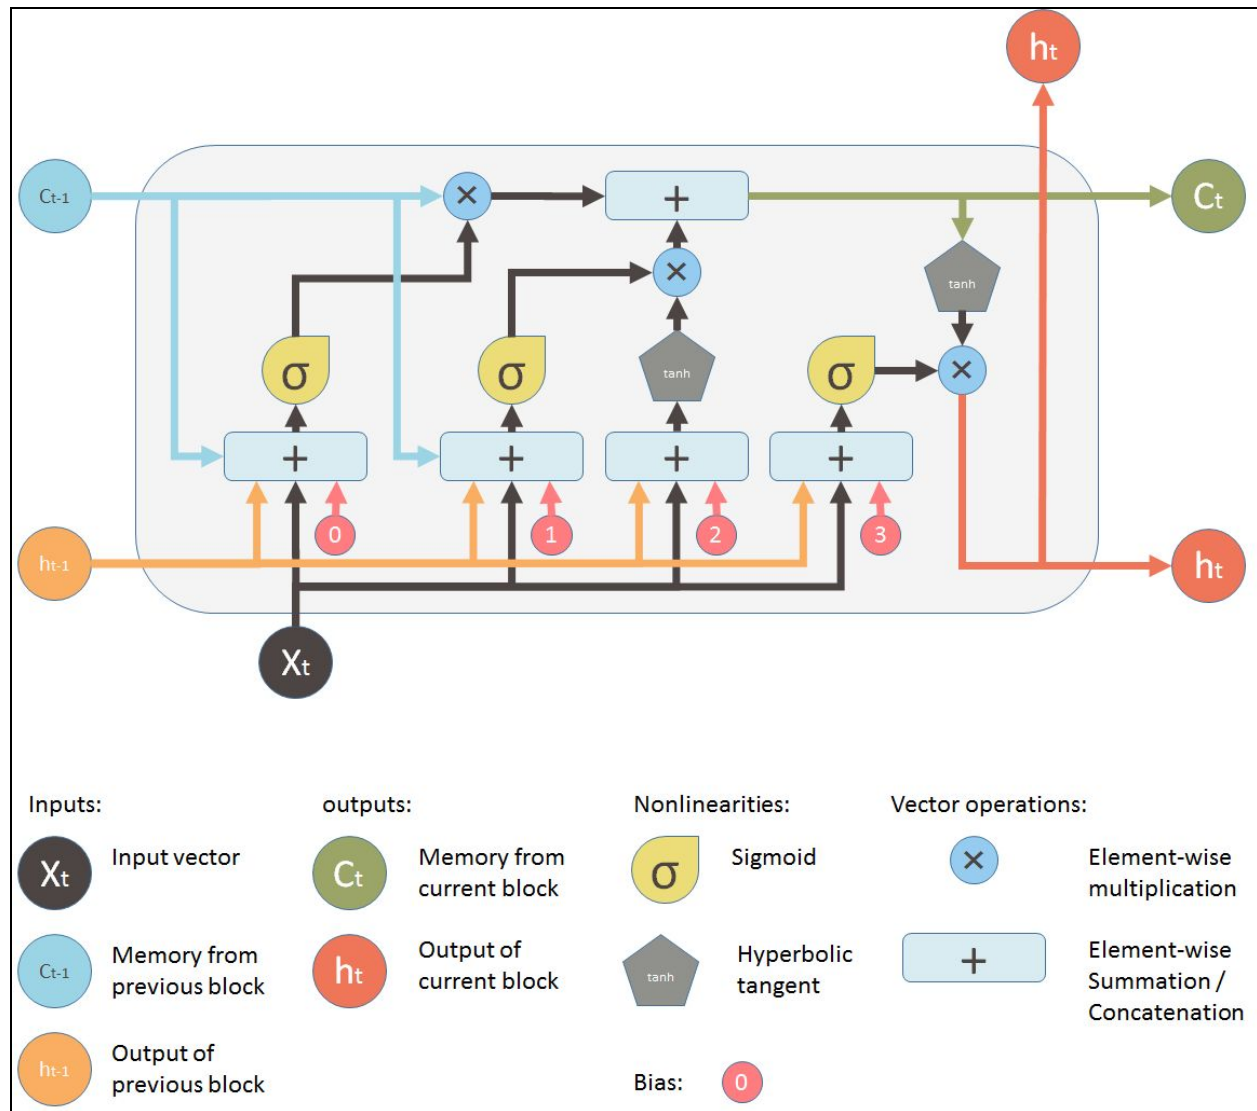 ht
Ct-1
×
+
Ct
tanh
×
σ
σ
tanh
σ
×
+
+
+
+
0
1
2
3
ht-1
ht
Xt
Inputs:
outputs:
Nonlinearities:
Vector operations:
Xt
Input vector
Ct
Memory from
current block
σ
Sigmoid
×
Element-wise
multiplication
Ct-1
Memory from
previous block
ht
Output of
current block
tanh
Hyperbolic
tangent
+
Element-wise
Summation /
Concatenation
ht-1
Output of
previous block
Bias:
0